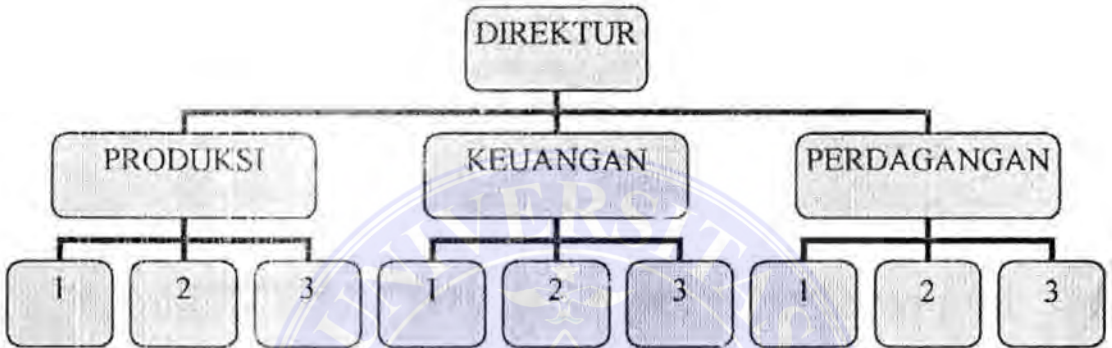 DIREKTUR
PRODUKSI KEUANGAN PERDAGANGAN
1 2 3 1 2 3 1 2 3